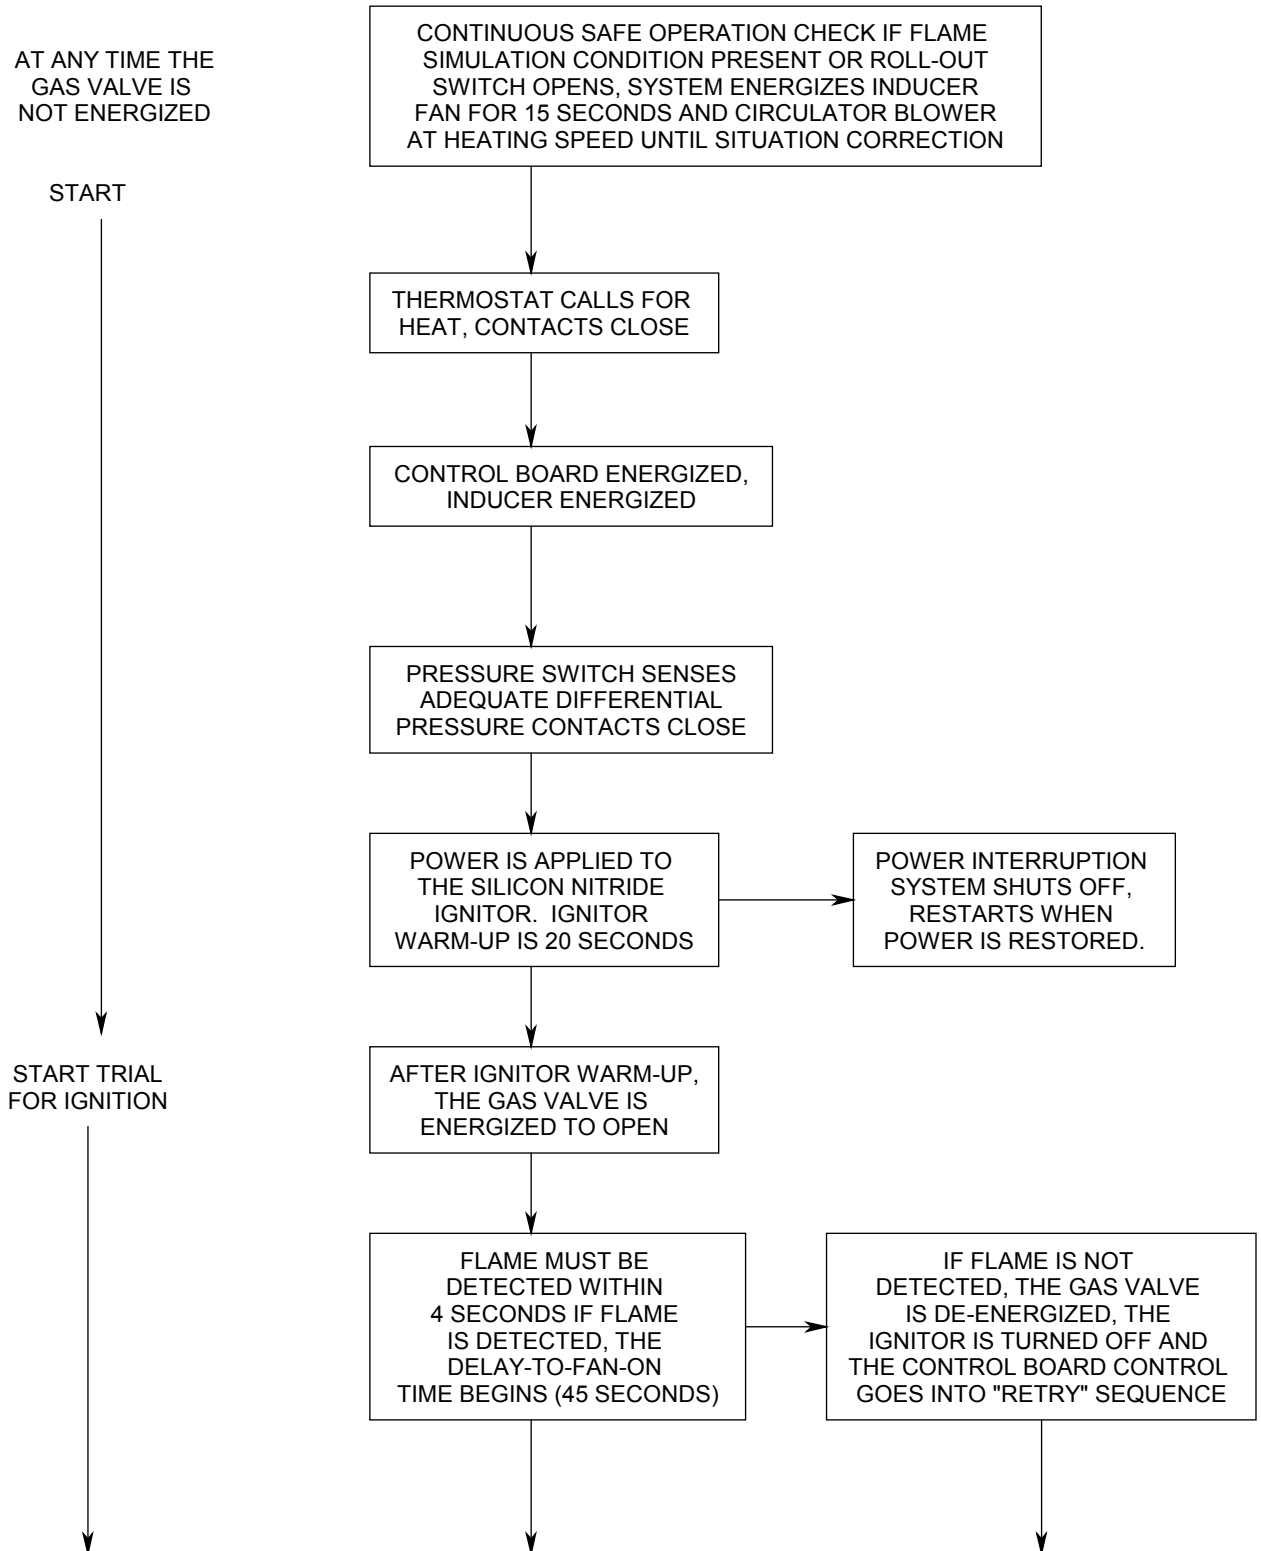 AT ANY TIME THE
GAS VALVE IS
NOT ENERGIZED
CONTINUOUS SAFE OPERATION CHECK IF FLAME
SIMULATION CONDITION PRESENT OR ROLL-OUT
SWITCH OPENS, SYSTEM ENERGIZES INDUCER
FAN FOR 15 SECONDS AND CIRCULATOR BLOWER
AT HEATING SPEED UNTIL SITUATION CORRECTION
START
THERMOSTAT CALLS FOR
HEAT, CONTACTS CLOSE
CONTROL BOARD ENERGIZED,
INDUCER ENERGIZED
PRESSURE SWITCH SENSES
ADEQUATE DIFFERENTIAL
PRESSURE CONTACTS CLOSE
POWER IS APPLIED TO
THE SILICON NITRIDE
IGNITOR. IGNITOR
WARM-UP IS 20 SECONDS
POWER INTERRUPTION
SYSTEM SHUTS OFF,
RESTARTS WHEN
POWER IS RESTORED.
START TRIAL
FOR IGNITION
AFTER IGNITOR WARM-UP,
THE GAS VALVE IS
ENERGIZED TO OPEN
FLAME MUST BE
DETECTED WITHIN
4 SECONDS IF FLAME
IS DETECTED, THE
DELAY-TO-FAN-ON
TIME BEGINS (45 SECONDS)
IF FLAME IS NOT
DETECTED, THE GAS VALVE
IS DE-ENERGIZED, THE
IGNITOR IS TURNED OFF AND
THE CONTROL BOARD CONTROL
GOES INTO "RETRY" SEQUENCE